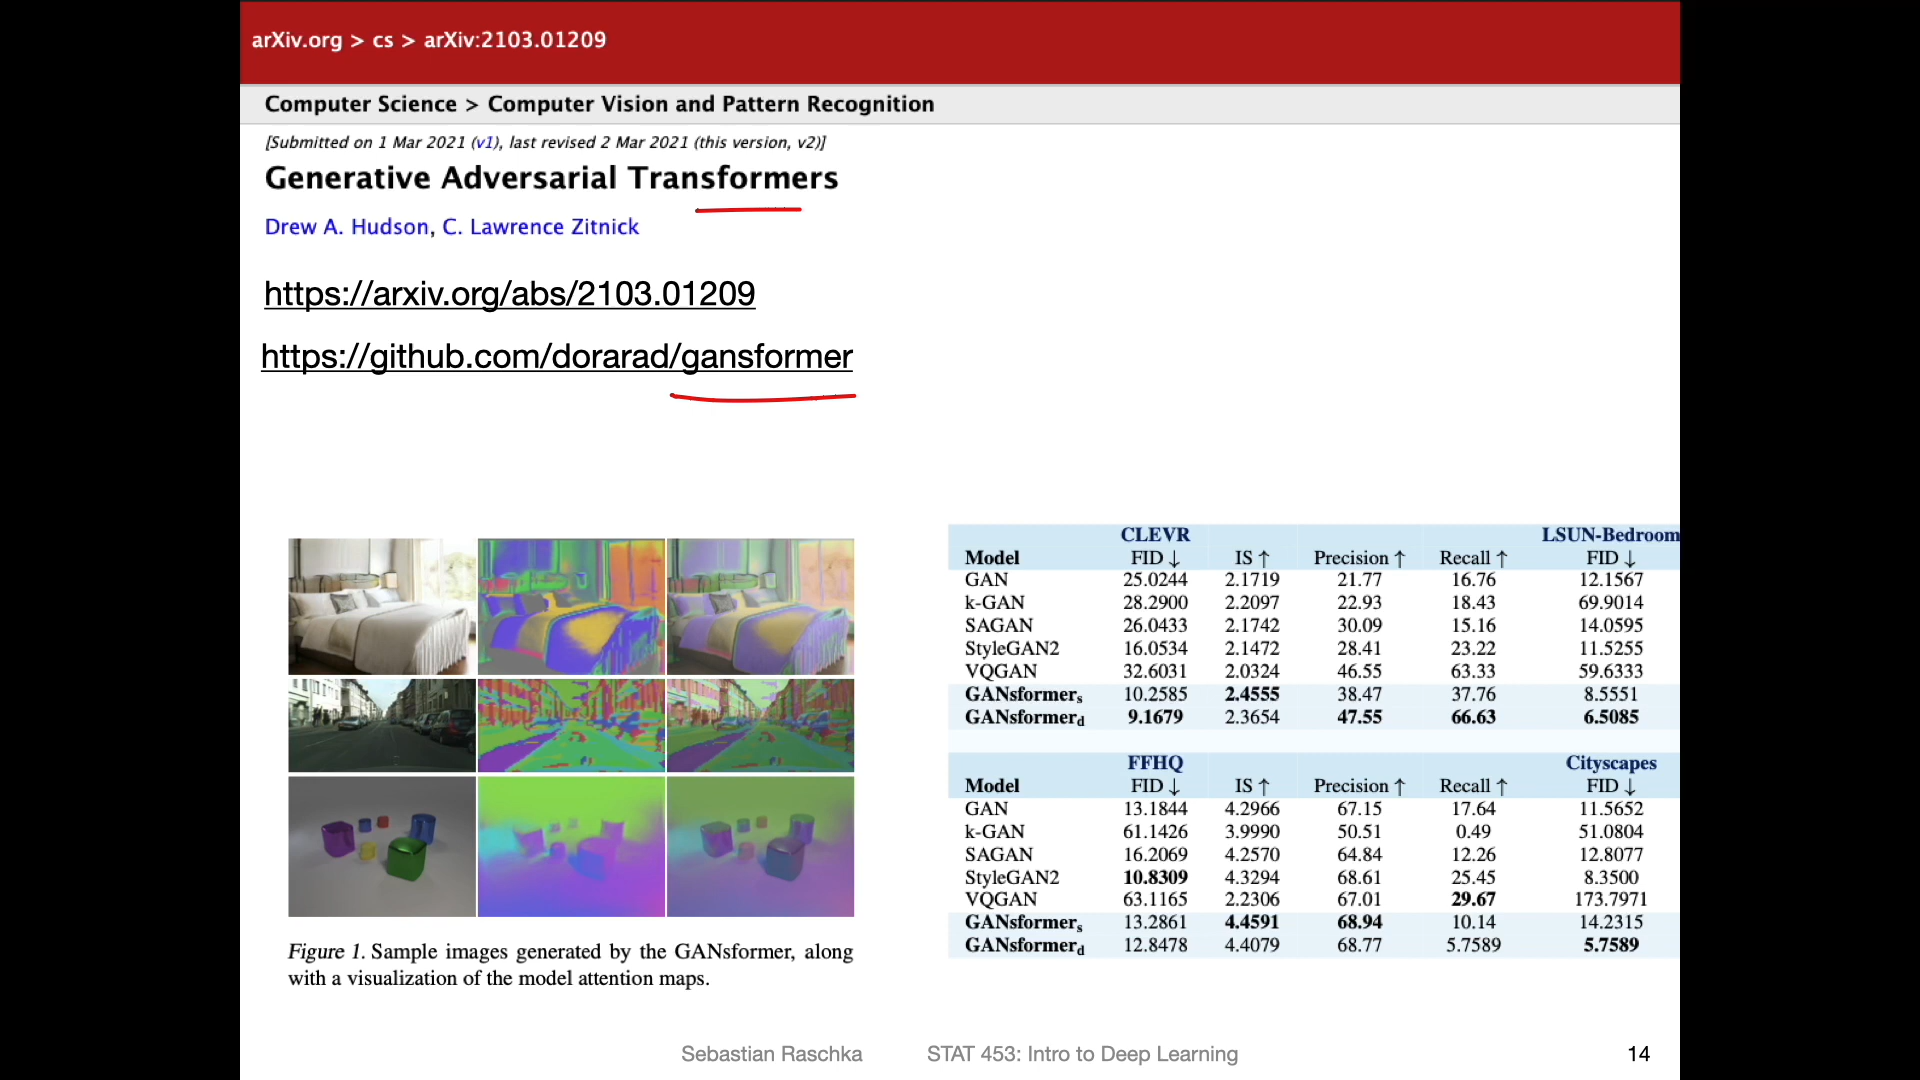 arXiv.org > cs > arXiv:2103.01209
Computer Science > Computer Vision and Pattern Recognition
[Submitted on 1 Mar 2021 (v1), last revised 2 Mar 2021 (this version, v2)]
Generative Adversarial Transformers
Drew A. Hudson, C. Lawrence Zitnick
https://arxiv.org/abs/2103.01209
https://github.com/dorarad/gansformer
Figure 1. Sample images generated by the GANsformer, along
with a visualization of the model attention maps.
CLEVR LSUN-Bedroom
Model FID ↓ IS ↑ Precision ↑ Recall ↑ FID ↓
GAN 25.0244 2.1719 21.77 16.76 12.1567
k-GAN 28.2900 2.2097 22.93 18.43 69.9014
SAGAN 26.0433 2.1742 30.09 15.16 14.0595
StyleGAN2 16.0534 2.1472 28.41 23.22 11.5255
VQGAN 32.6031 2.0324 46.55 63.33 59.6333
GANsformers 10.2585 2.4555 38.47 37.76 8.5551
GANsformerd 9.1679 2.3654 47.55 66.63 6.5085
FFHQ Cityscapes
Model FID ↓ IS ↑ Precision ↑ Recall ↑ FID ↓
GAN 13.1844 4.2966 67.15 17.64 11.5652
k-GAN 61.1426 3.9990 50.51 0.49 51.0804
SAGAN 16.2069 4.2570 64.84 12.26 12.8077
StyleGAN2 10.8309 4.3294 68.61 25.45 8.3500
VQGAN 63.1165 2.2306 67.01 29.67 173.7971
GANsformers 13.2861 4.4591 68.94 10.14 14.2315
GANsformerd 12.8478 4.4079 68.77 5.7589 5.7589
Sebastian Raschka STAT 453: Intro to Deep Learning 14